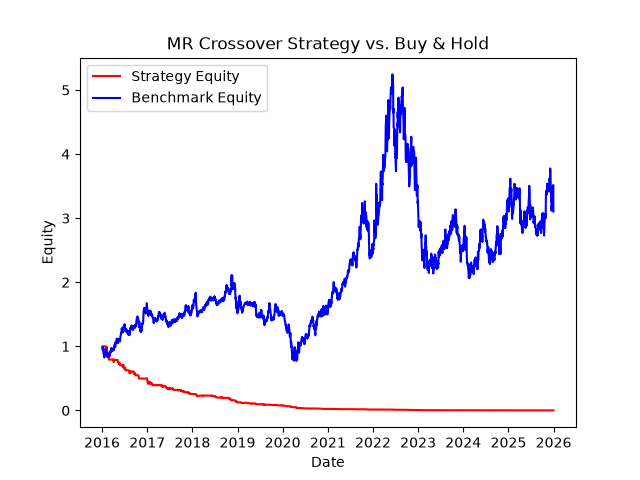 MR Crossover Strategy vs. Buy & Hold
Strategy Equity
Benchmark Equity
5
4
3
2
1
0
Equity
2016 2017 2018 2019 2020 2021 2022 2023 2024 2025 2026
Date